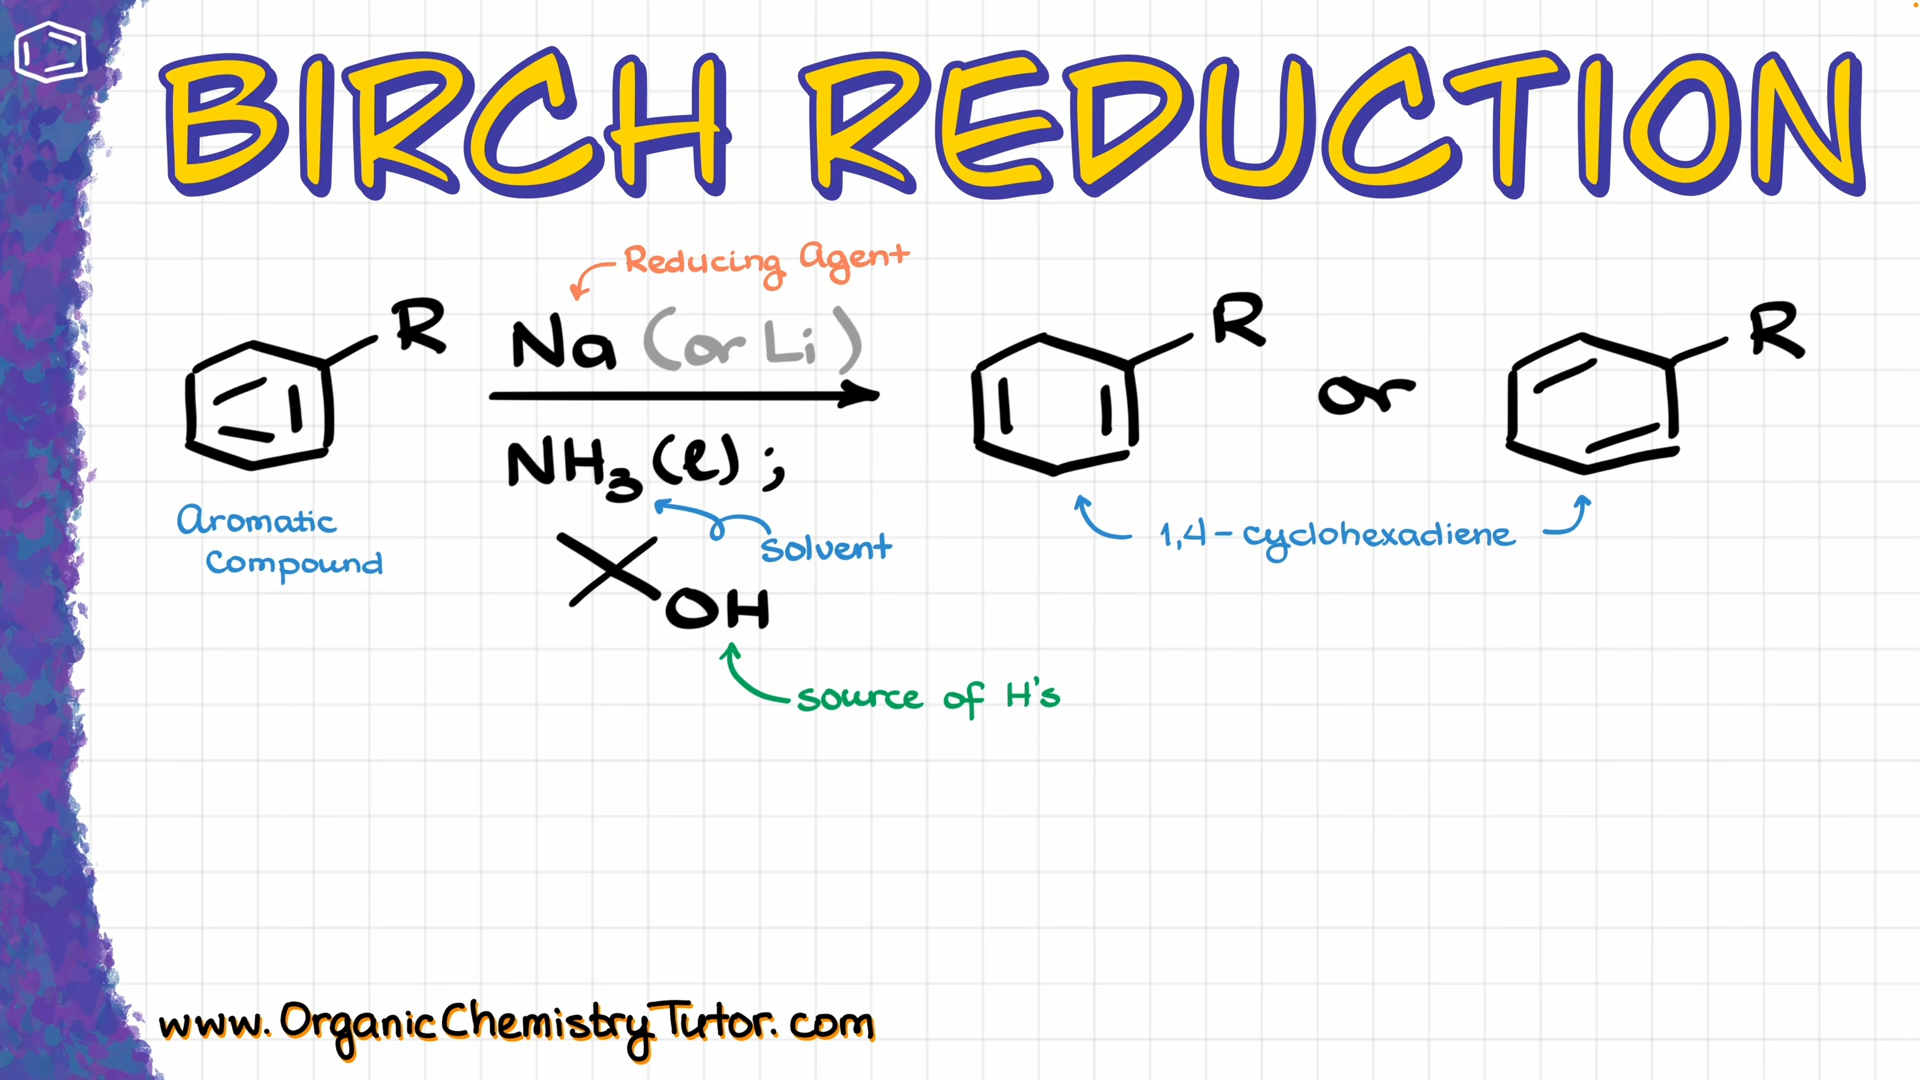 BIRCH REDUCTION
Reducing Agent
R
Na (or Li)
R
or
R
NH₃(l);
Aromatic
Compound
solvent
1,4-cyclohexadiene
OH
source of H's
www.OrganicChemistryTutor.com